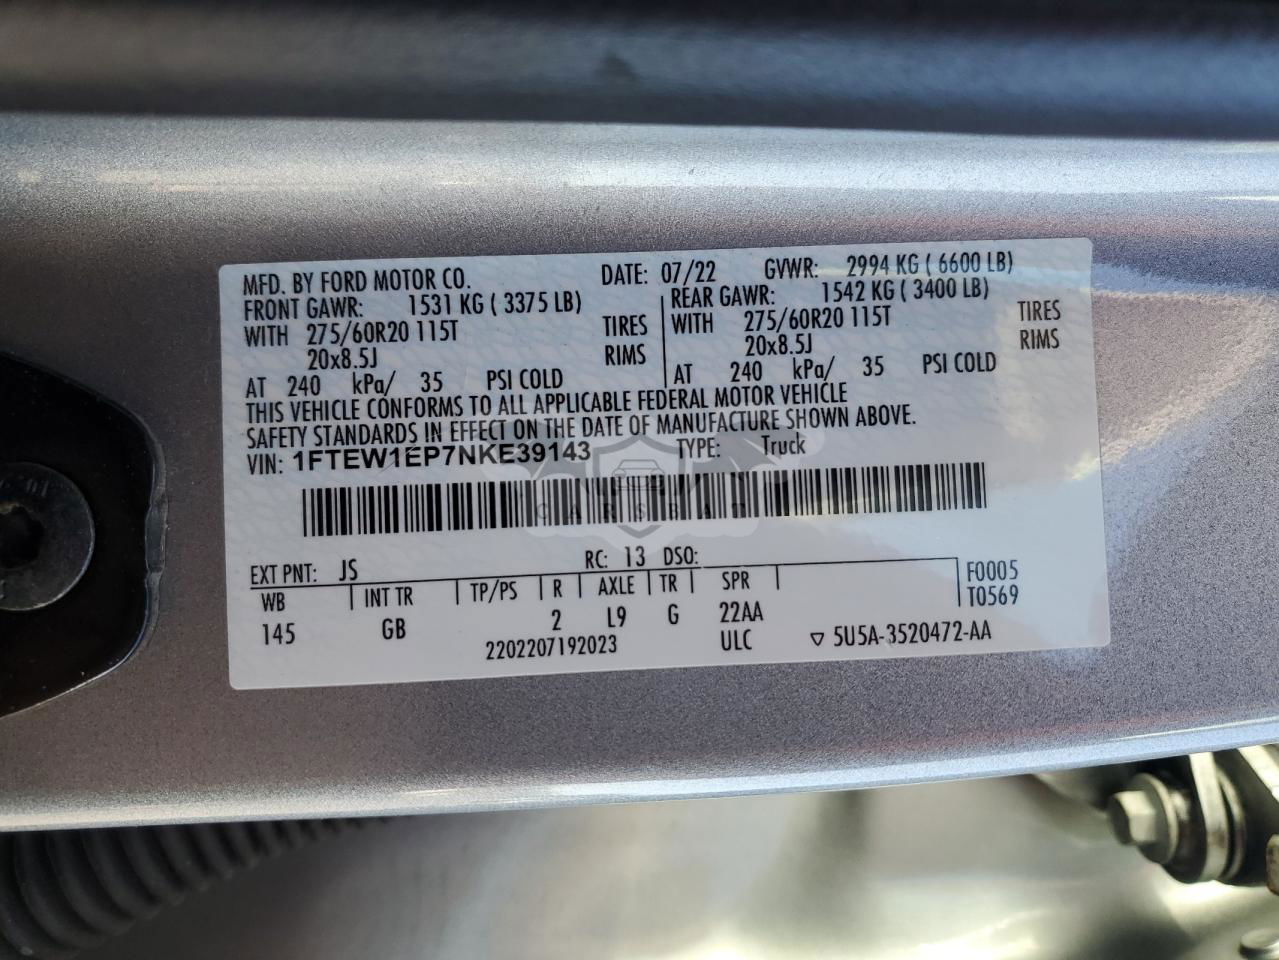 MFD. BY FORD MOTOR CO. DATE: 07/22 GVWR: 2994 KG ( 6600 LB)
FRONT GAWR: 1531 KG ( 3375 LB) REAR GAWR: 1542 KG ( 3400 LB)
WITH 275/60R20 115T TIRES WITH 275/60R20 115T TIRES
20x8.5J RIMS 20x8.5J RIMS
AT 240 kPa/ 35 PSI COLD AT 240 kPa/ 35 PSI COLD
THIS VEHICLE CONFORMS TO ALL APPLICABLE FEDERAL MOTOR VEHICLE
SAFETY STANDARDS IN EFFECT ON THE DATE OF MANUFACTURE SHOWN ABOVE.
VIN: 1FTEW1EP7NKE39143 TYPE: Truck
CARSBAT
EXT PNT: JS RC: 13 DSO:
WB INT TR TP/PS R AXLE TR SPR F0005
145 GB 2 L9 G 22AA T0569
2202207192023 ULC ▽ 5U5A-3520472-AA